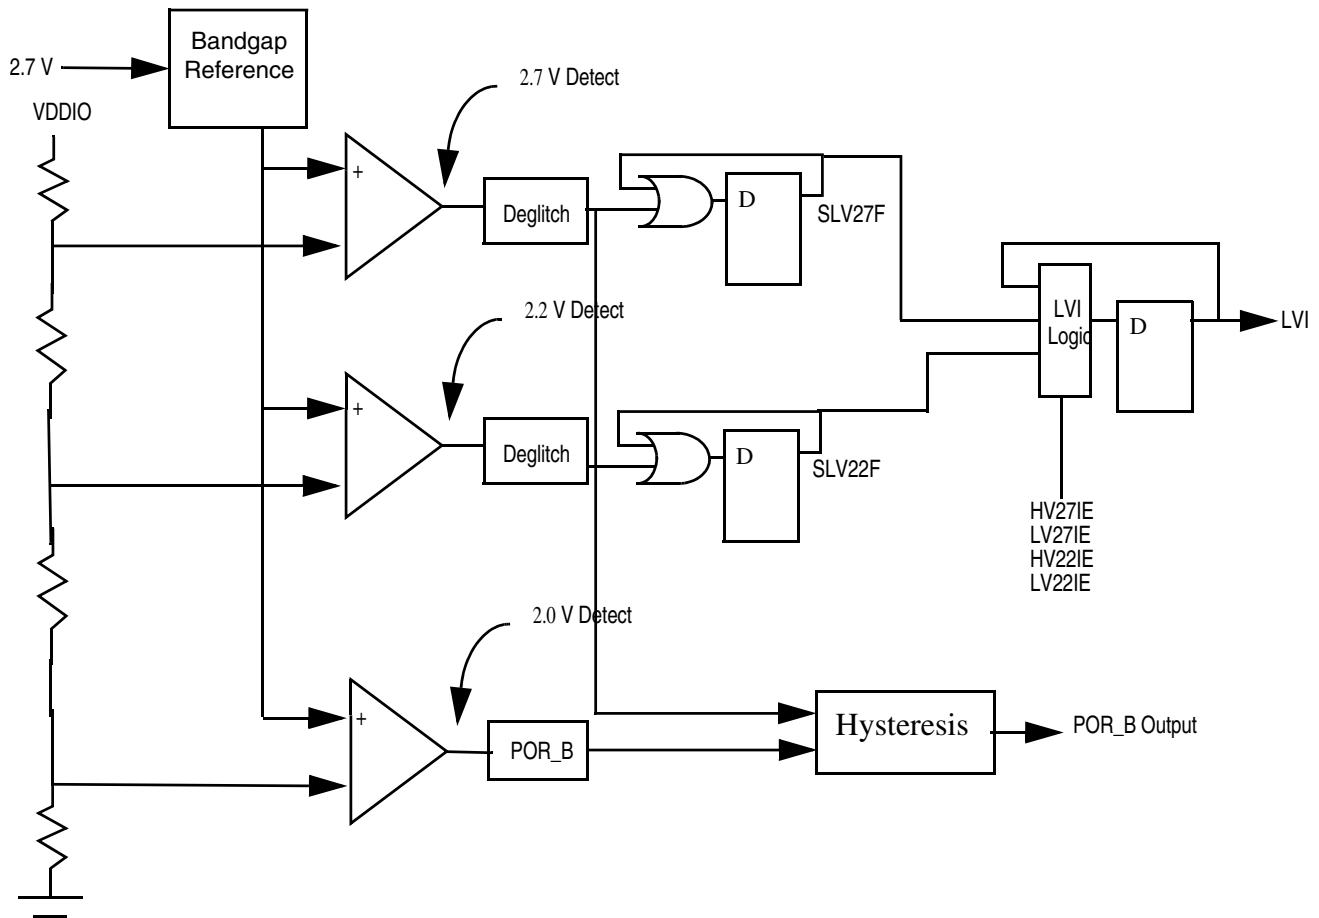 Bandgap
Reference
2.7 V
VDDIO
2.7 V Detect
+
Deglitch
D
SLV27F
2.2 V Detect
LVI
Logic
D
LVI
+
Deglitch
D
SLV22F
HV27IE
LV27IE
HV22IE
LV22IE
2.0 V Detect
+
POR_B
Hysteresis
POR_B Output